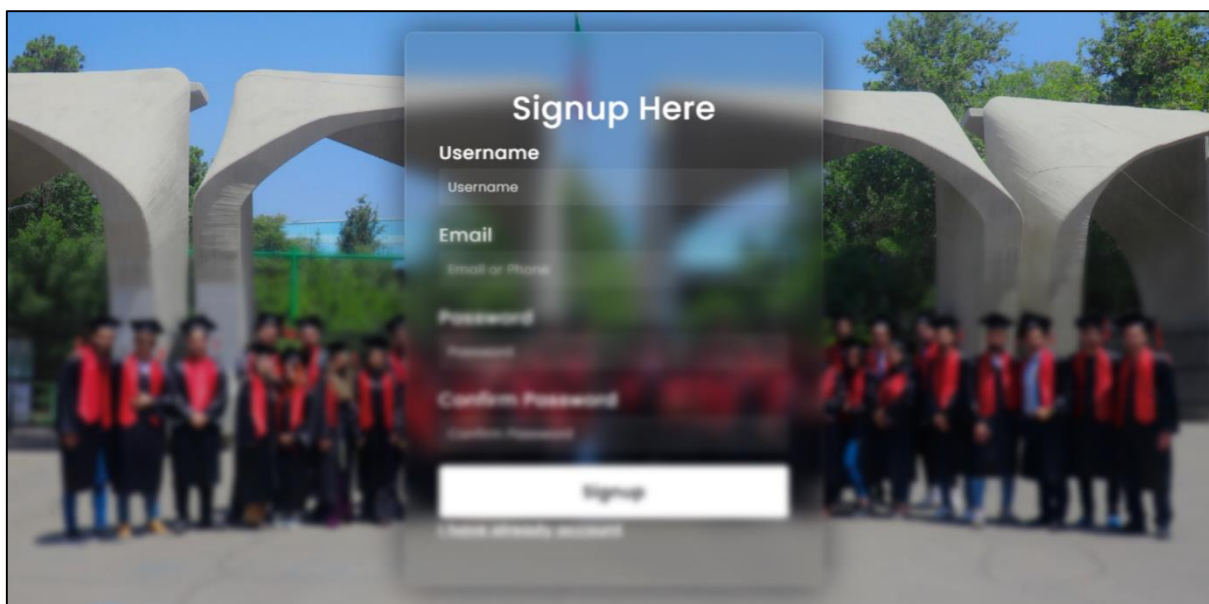 Signup Here
Username
Username
Email
Email or Phone
Password
Password
Confirm Password
Confirm Password
Signup
I have already account